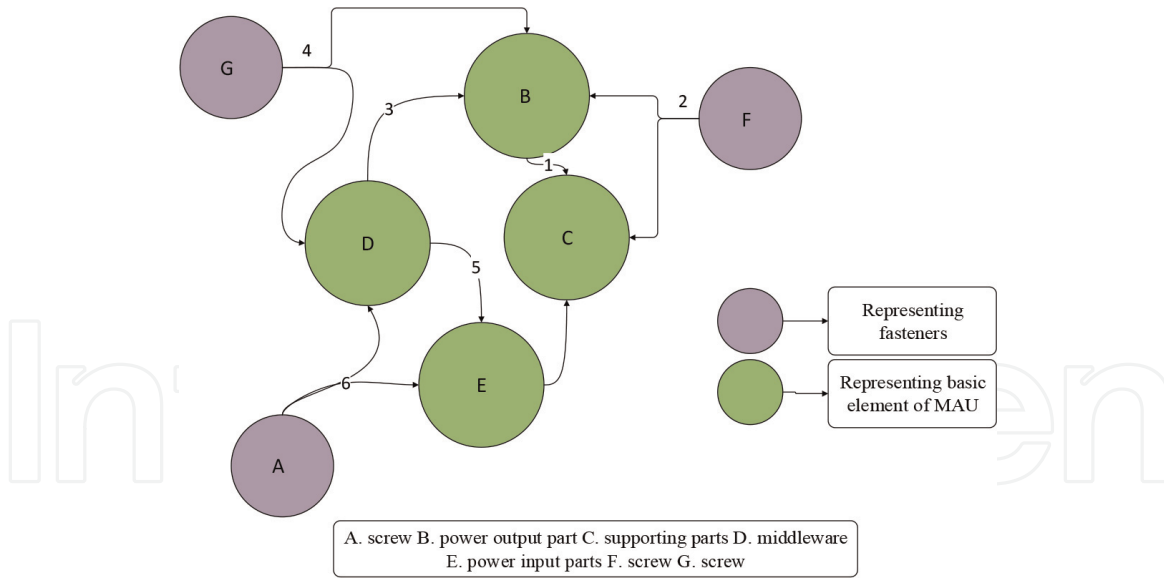 G
4
B
2
F
3
1
D
C
5
E
6
A
Representing
fasteners
Representing basic
element of MAU
A. screw B. power output part C. supporting parts D. middleware
E. power input parts F. screw G. screw